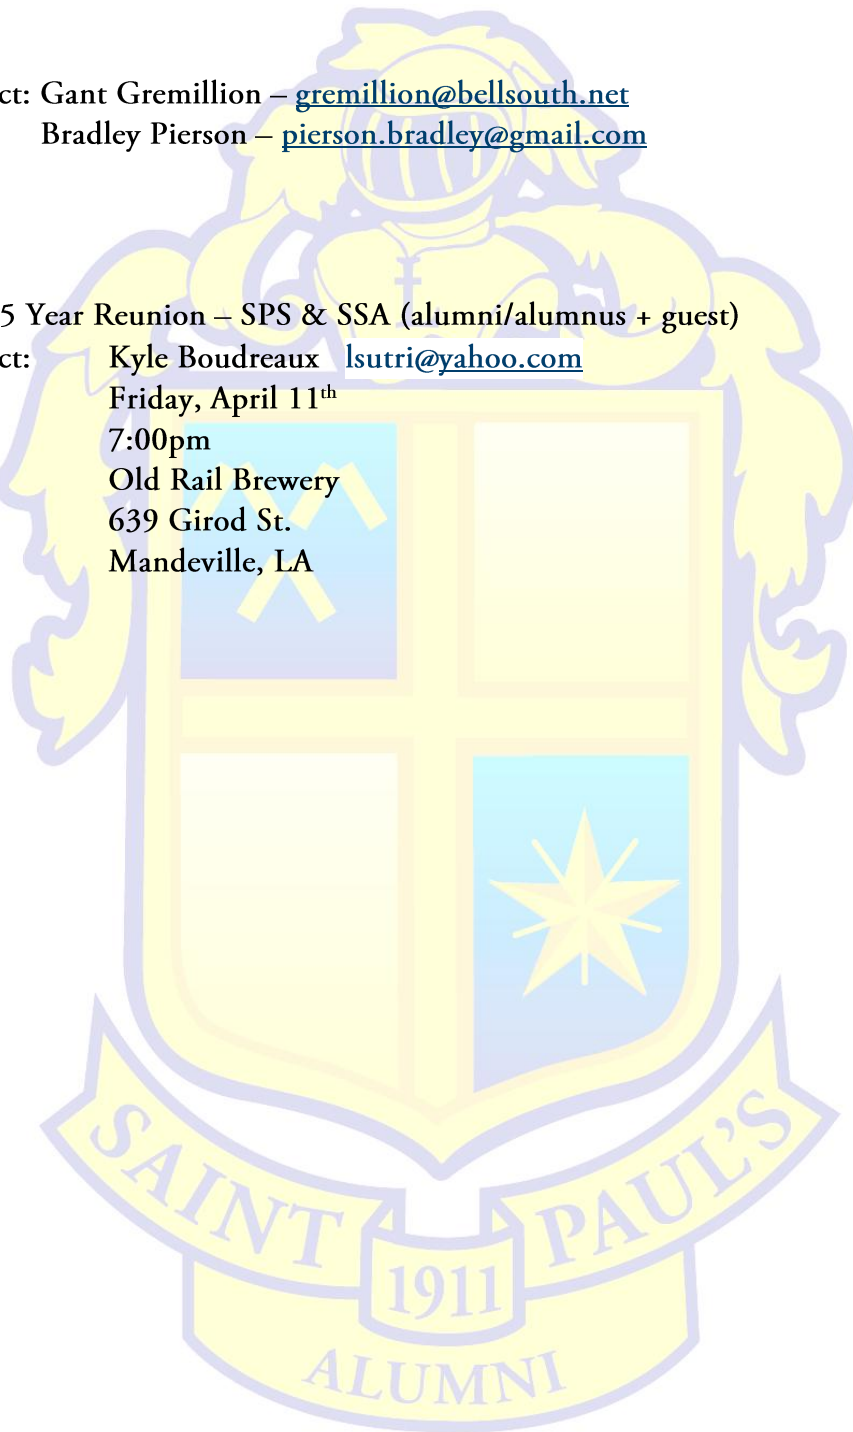 ct: Gant Gremillion – gremillion@bellsouth.net
Bradley Pierson – pierson.bradley@gmail.com
5 Year Reunion – SPS & SSA (alumni/alumnus + guest)
ct: Kyle Boudreaux lsutri@yahoo.com
Friday, April 11th
7:00pm
Old Rail Brewery
639 Girod St.
Mandeville, LA
SAINT PAUL'S
1911
ALUMNI